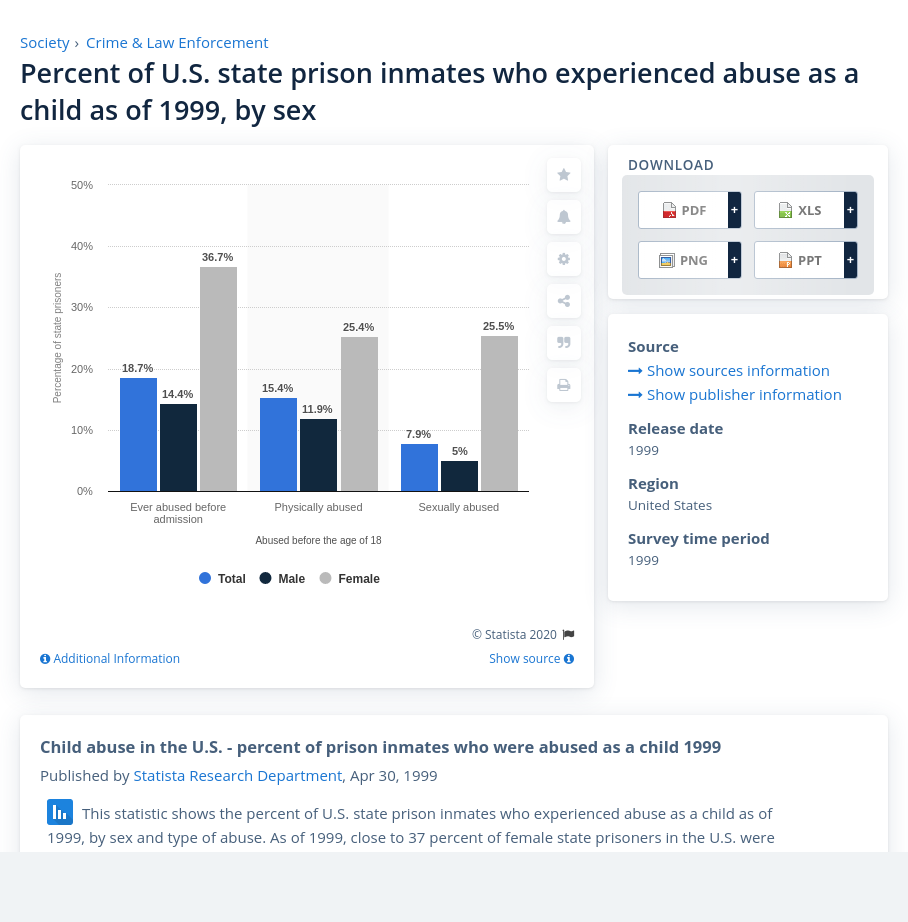 Society › Crime & Law Enforcement
Percent of U.S. state prison inmates who experienced abuse as a
child as of 1999, by sex
50%
40%
30%
20%
10%
0%
Percentage of state prisoners
18.7%
14.4%
36.7%
15.4%
11.9%
25.4%
7.9%
5%
25.5%
Ever abused before
admission
Physically abused
Sexually abused
Abused before the age of 18
Total Male Female
© Statista 2020
Additional Information
Show source
DOWNLOAD
PDF +
XLS +
PNG +
PPT +
Source
Show sources information
Show publisher information
Release date
1999
Region
United States
Survey time period
1999
Child abuse in the U.S. - percent of prison inmates who were abused as a child 1999
Published by Statista Research Department, Apr 30, 1999
This statistic shows the percent of U.S. state prison inmates who experienced abuse as a child as of
1999, by sex and type of abuse. As of 1999, close to 37 percent of female state prisoners in the U.S. were